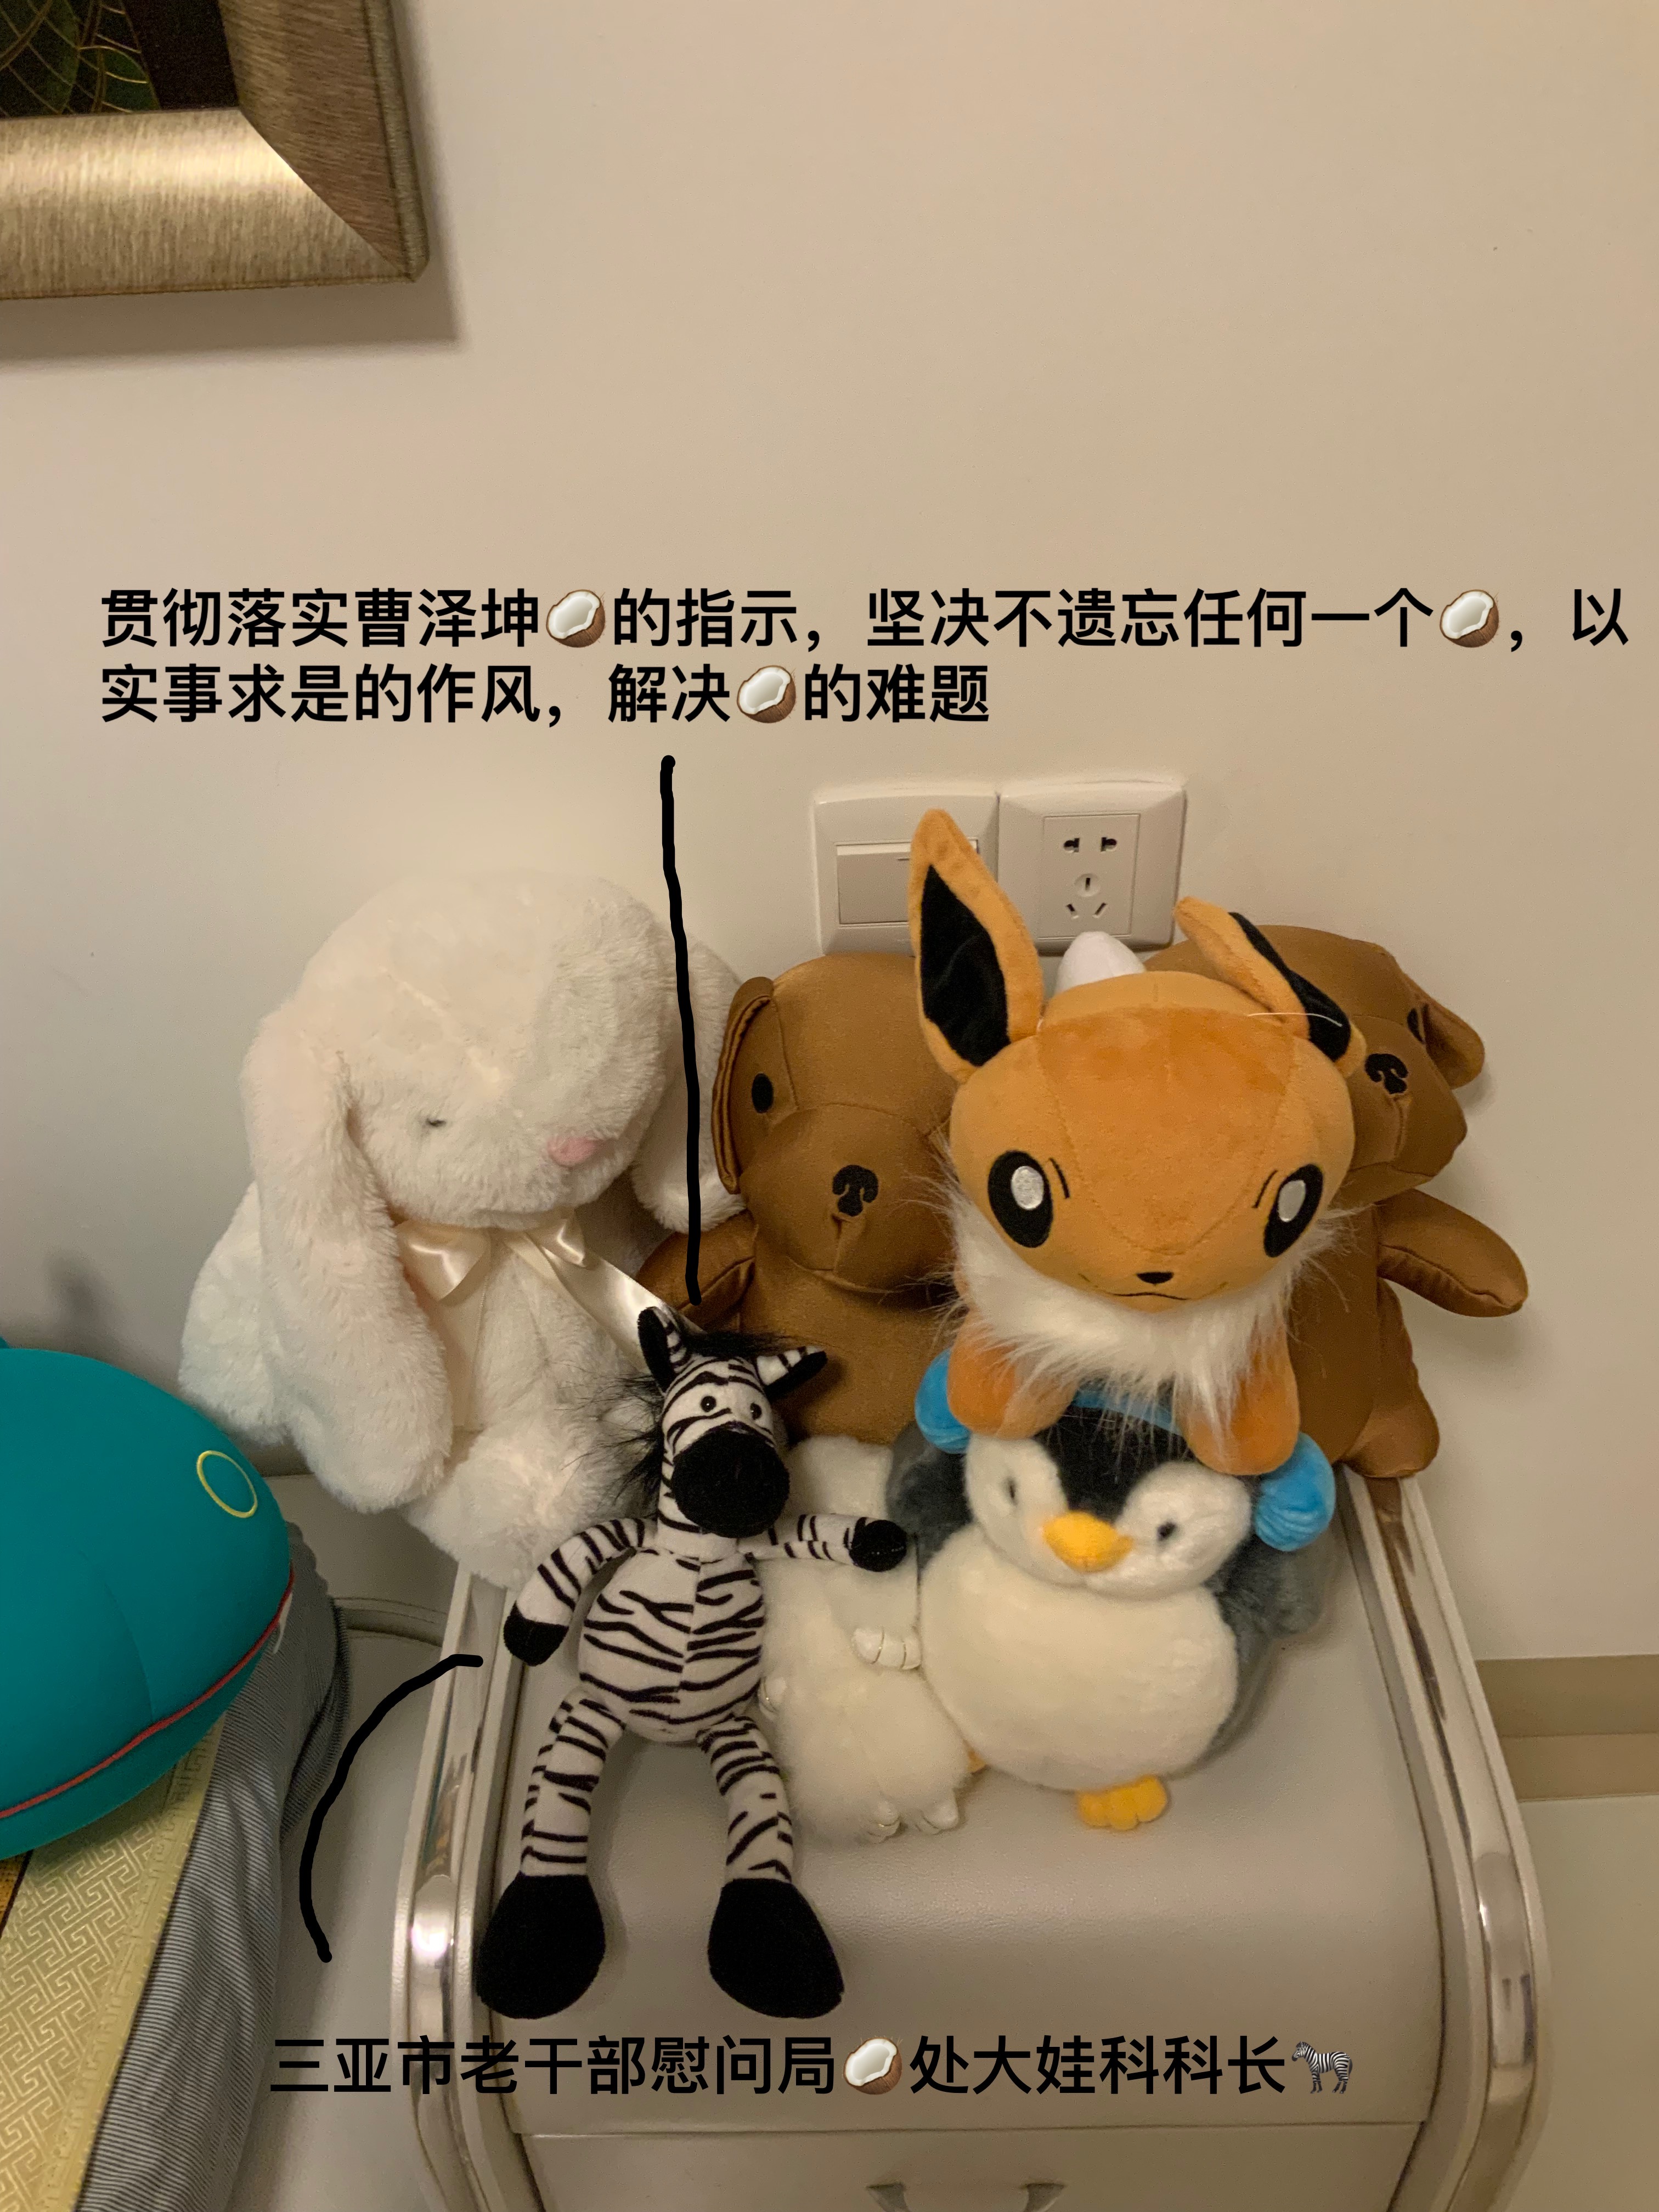 贯彻落实曹泽坤🥥的指示，坚决不遗忘任何一个🥥，以
实事求是的作风，解决🥥的难题
三亚市老干部慰问局🥥处大娃科科长🦓